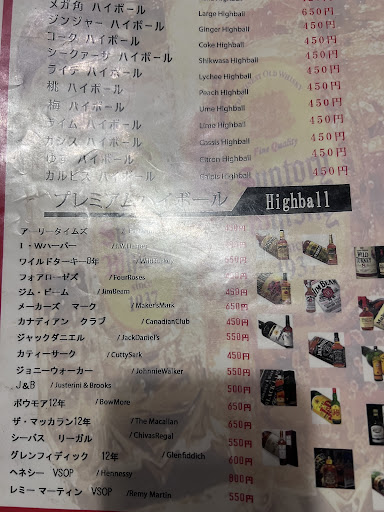 メガ角 ハイボール Large Highball 450円
ジンジャー ハイボール Ginger Highball 450円
コーク ハイボール Coke Highball 450円
シークァーサ ハイボール Shikwasa Highball 450円
ライチ ハイボール Lychee Highball 450円
桃 ハイボール Peach Highball 450円
梅 ハイボール Ume Highball 450円
ライム ハイボール Lime Highball 450円
カシス ハイボール Cassis Highball 450円
ゆず ハイボール Citron Highball 450円
カルピス ハイボール Calpis Highball 450円
プレミアムハイボール Highball
アーリータイムズ
I・Wハーバー
ワイルドターキー8年 650円
フォアローゼズ /FourRoses 450円
ジム・ビーム /JimBeam 450円
メーカーズ マーク /Maker'sMark 650円
カナディアン クラブ /CanadianClub 450円
ジャックダニエル /JackDaniel's 550円
カティーサーク /CuttySark 450円
ジョニーウォーカー /JohnnieWalker 550円
J&B /Justerini & Brooks 500円
ボウモア12年 /BowMore 650円
ザ・マッカラン12年 /The Macallan 650円
シーバス リーガル /ChivasRegal 550円
グレンフィディック 12年 /Glenfiddich 600円
ヘネシー VSOP /Hennessy 800円
レミー マーティン VSOP /Remy Martin 550円